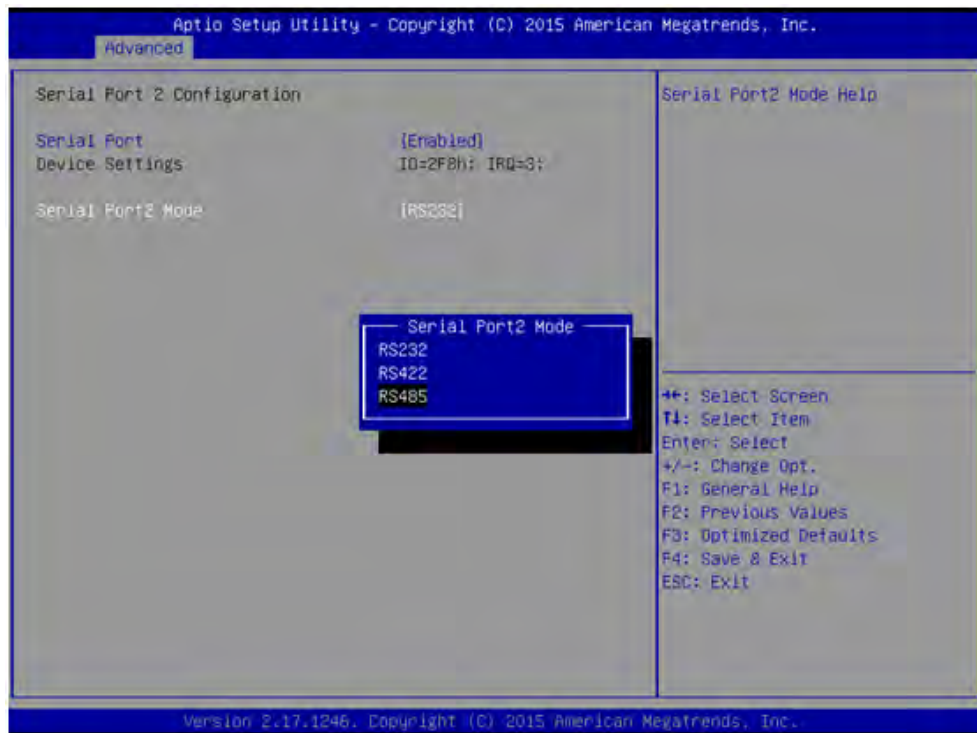 Aptio Setup Utility - Copyright (C) 2015 American Megatrends, Inc.
Advanced
Serial Port 2 Configuration
Serial Port [Enabled]
Device Settings IO=2F8h; IRQ=3;
Serial Port2 Mode [RS232]
Serial Port2 Mode Help
Serial Port2 Mode
RS232
RS422
RS485
→←: Select Screen
↑↓: Select Item
Enter: Select
+/-: Change Opt.
F1: General Help
F2: Previous Values
F3: Optimized Defaults
F4: Save & Exit
ESC: Exit
Version 2.17.1246. Copyright (C) 2015 American Megatrends, Inc.